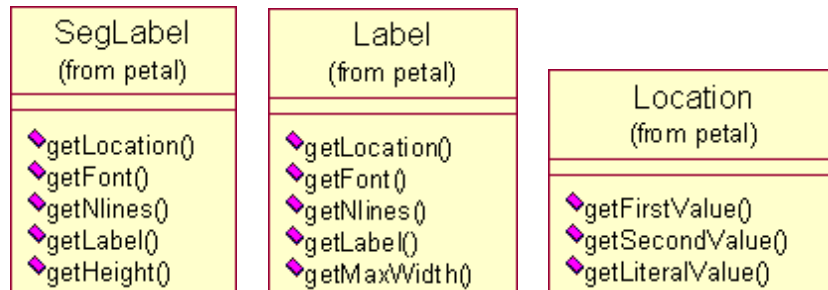 SegLabel
(from petal)
getLocation()
getFont()
getNlines()
getLabel()
getHeight()
Label
(from petal)
getLocation()
getFont()
getNlines()
getLabel()
getMaxWidth()
Location
(from petal)
getFirstValue()
getSecondValue()
getLiteralValue()